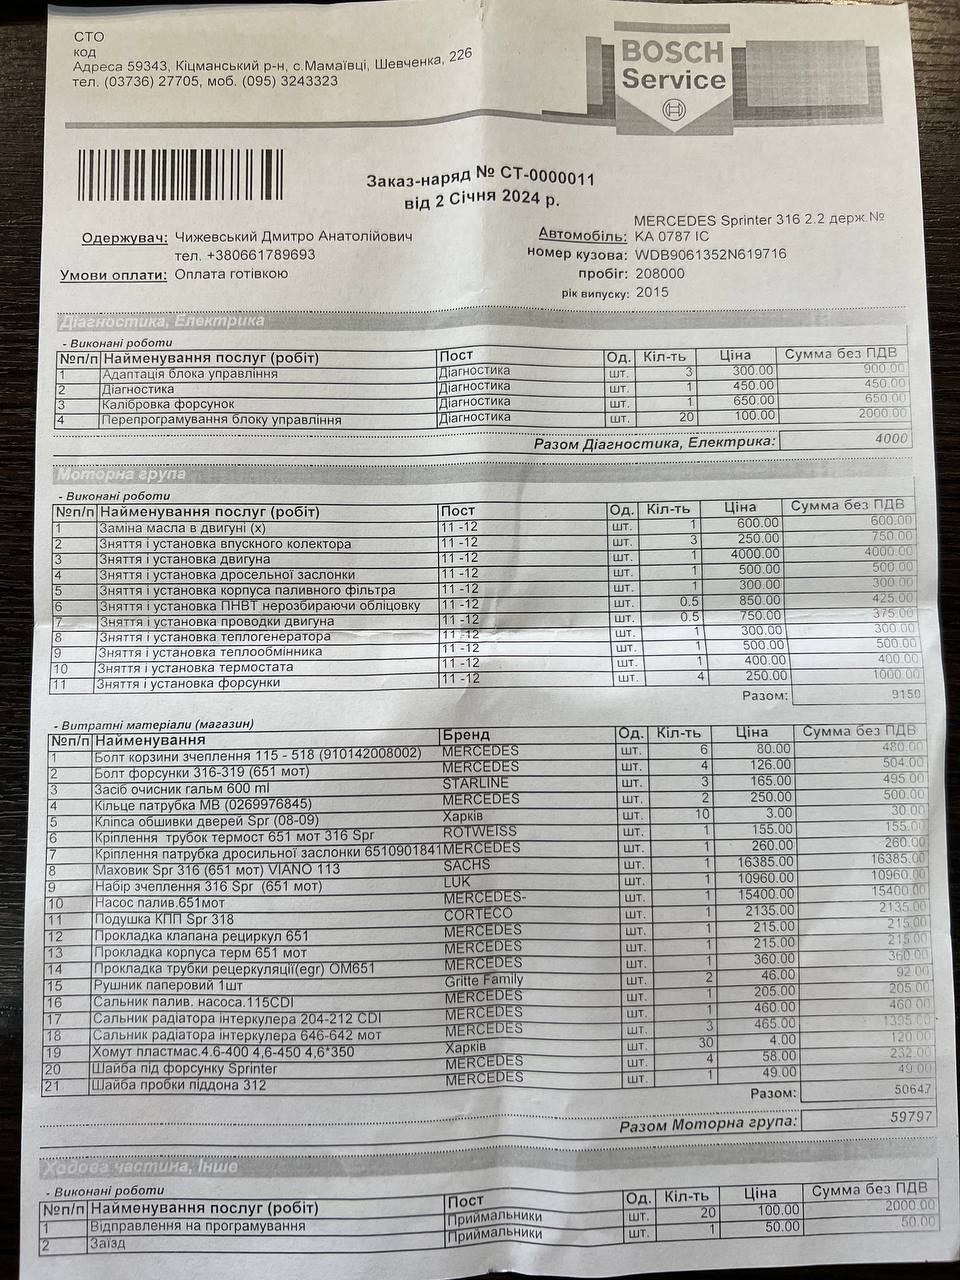 СТО
код
Адреса 59343, Кіцманський р-н, с.Мамаївці, Шевченка, 226
тел. (03736) 27705, моб. (095) 3243323
BOSCH
Service
Заказ-наряд № СТ-0000011
від 2 Січня 2024 р.
Одержувач: Чижевський Дмитро Анатолійович
тел. +380661789693
Умови оплати: Оплата готівкою
MERCEDES Sprinter 316 2.2 держ.№
Автомобіль: KA 0787 IC
номер кузова: WDB9061352N619716
пробіг: 208000
рік випуску: 2015
Діагностика, Електрика
- Виконані роботи
№п/п Найменування послуг (робіт) Пост Од. Кіл-ть Ціна Сумма без ПДВ
1 Адаптація блока управління Діагностика шт. 3 300.00 900.00
2 Діагностика Діагностика шт. 1 450.00 450.00
3 Калібровка форсунок Діагностика шт. 1 650.00 650.00
4 Перепрограмування блоку управління Діагностика шт. 20 100.00 2000.00
Разом Діагностика, Електрика: 4000
Моторна група
- Виконані роботи
№п/п Найменування послуг (робіт) Пост Од. Кіл-ть Ціна Сумма без ПДВ
1 Заміна масла в двигуні (х) 11 -12 шт. 1 600.00 600.00
2 Зняття і установка впускного колектора 11 -12 шт. 3 250.00 750.00
3 Зняття і установка двигуна 11 -12 шт. 1 4000.00 4000.00
4 Зняття і установка дросельної заслонки 11 -12 шт. 1 500.00 500.00
5 Зняття і установка корпуса паливного фільтра 11 -12 шт. 1 300.00 300.00
6 Зняття і установка ПНВТ нерозбираючи обліцовку 11 -12 шт. 0.5 850.00 425.00
7 Зняття і установка проводки двигуна 11 -12 шт. 0.5 750.00 375.00
8 Зняття і установка теплогенератора 11 -12 шт. 1 300.00 300.00
9 Зняття і установка теплообмінника 11 -12 шт. 1 500.00 500.00
10 Зняття і установка термостата 11 -12 шт. 1 400.00 400.00
11 Зняття і установка форсунки 11 -12 шт. 4 250.00 1000.00
Разом: 9150
- Витратні матеріали (магазин)
№п/п Найменування Бренд Од. Кіл-ть Ціна Сумма без ПДВ
1 Болт корзини зчеплення 115 - 518 (910142008002) MERCEDES шт. 6 80.00 480.00
2 Болт форсунки 316-319 (651 мот) MERCEDES шт. 4 126.00 504.00
3 Засіб очисник гальм 600 ml STARLINE шт. 3 165.00 495.00
4 Кільце патрубка МВ (0269976845) MERCEDES шт. 2 250.00 500.00
5 Кліпса обшивки дверей Spr (08-09) Харків шт. 10 3.00 30.00
6 Кріплення трубок термост 651 мот 316 Spr ROTWEISS шт. 1 155.00 155.00
7 Кріплення патрубка дросильної заслонки 6510901841 MERCEDES шт. 1 260.00 260.00
8 Маховик Spr 316 (651 мот) VIANO 113 SACHS шт. 1 16385.00 16385.00
9 Набір зчеплення 316 Spr (651 мот) LUK шт. 1 10960.00 10960.00
10 Насос палив.651мот MERCEDES- шт. 1 15400.00 15400.00
11 Подушка КПП Spr 318 CORTECO шт. 1 2135.00 2135.00
12 Прокладка клапана рециркул 651 MERCEDES шт. 1 215.00 215.00
13 Прокладка корпуса терм 651 мот MERCEDES шт. 1 215.00 215.00
14 Прокладка трубки рецеркуляції(egr) ОМ651 MERCEDES шт. 1 360.00 360.00
15 Рушник паперовий 1шт Gritte Family шт. 2 46.00 92.00
16 Сальник палив. насоса.115CDI MERCEDES шт. 1 205.00 205.00
17 Сальник радіатора інтеркулера 204-212 CDI MERCEDES шт. 1 460.00 460.00
18 Сальник радіатора інтеркулера 646-642 мот MERCEDES шт. 3 465.00 1395.00
19 Хомут пластмас.4.6-400 4,6-450 4,6*350 Харків шт. 30 4.00 120.00
20 Шайба під форсунку Sprinter MERCEDES шт. 4 58.00 232.00
21 Шайба пробки піддона 312 MERCEDES шт. 1 49.00 49.00
Разом: 50647
Разом Моторна група: 59797
Ходова частина, Інше
- Виконані роботи
№п/п Найменування послуг (робіт) Пост Од. Кіл-ть Ціна Сумма без ПДВ
1 Відправлення на програмування Приймальники шт. 20 100.00 2000.00
2 Заїзд Приймальники шт. 1 50.00 50.00